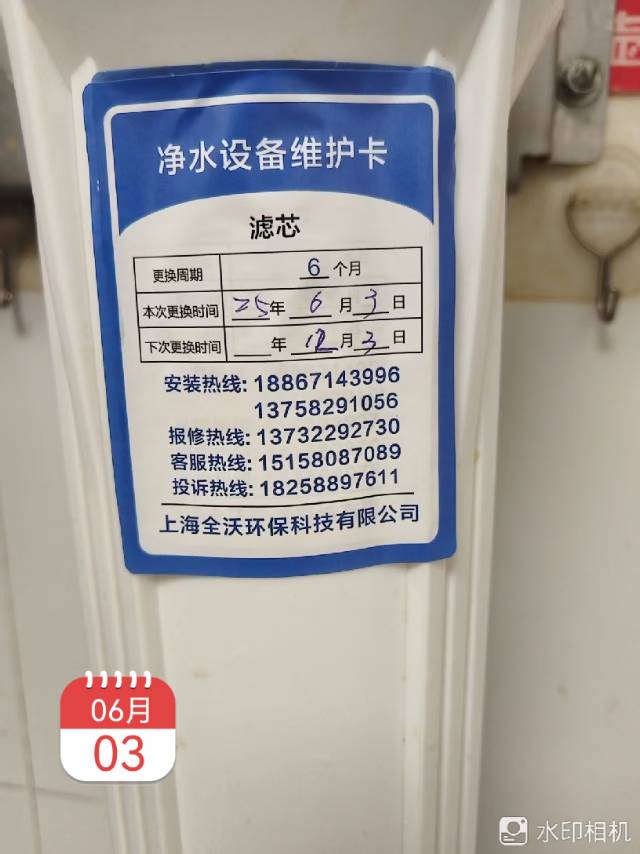 净水设备维护卡
滤芯
更换周期 6 个月
本次更换时间 25年 6 月 3 日
下次更换时间 年 12月 3 日
安装热线: 18867143996
13758291056
报修热线: 13732292730
客服热线: 15158087089
投诉热线: 18258897611
上海全沃环保科技有限公司
06月
03
水印相机